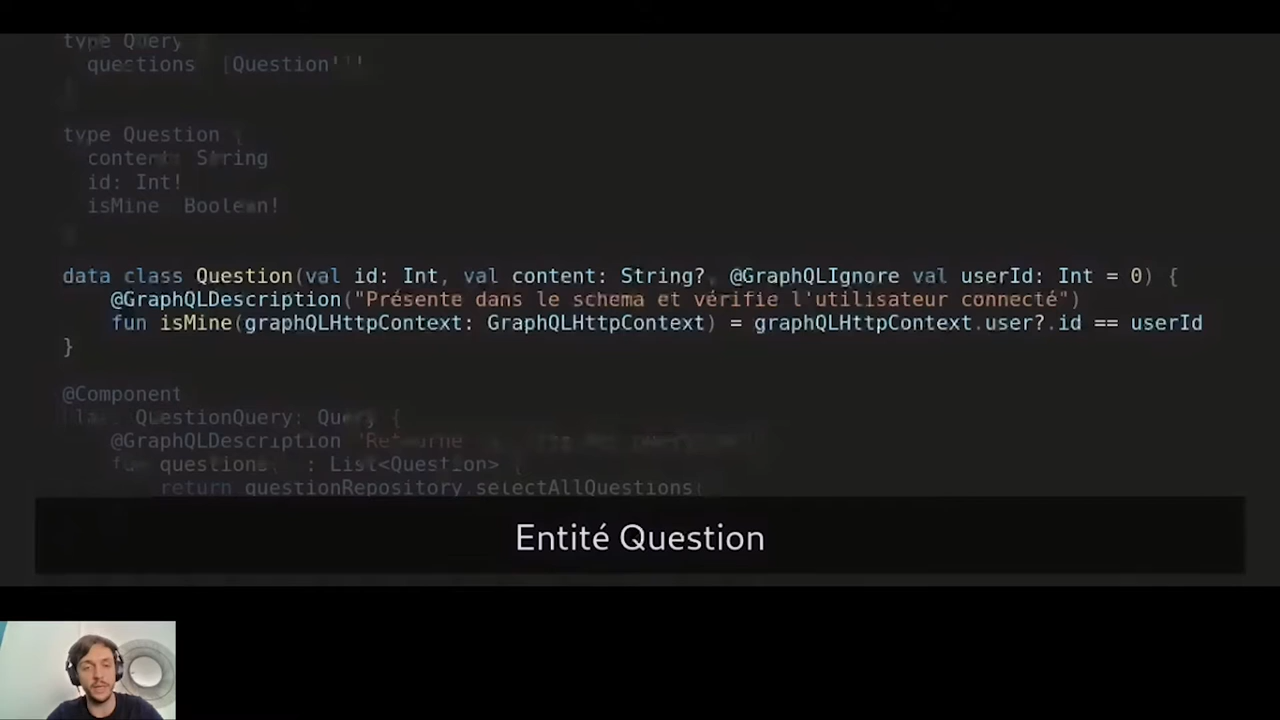 type Query
questions [Question
type Question {
content String
id: Int!
isMine Boolean!
data class Question(val id: Int, val content: String?, @GraphQLIgnore val userId: Int = 0) {
@GraphQLDescription("Présente dans le schema et vérifie l'utilisateur connecté")
fun isMine(graphQLHttpContext: GraphQLHttpContext) = graphQLHttpContext.user?.id == userId
}
@Component
QuestionQuery: Query {
@GraphQLDescription "Retourne
questions : List<Question> {
return questionRepository.selectAllQuestions(
Entité Question